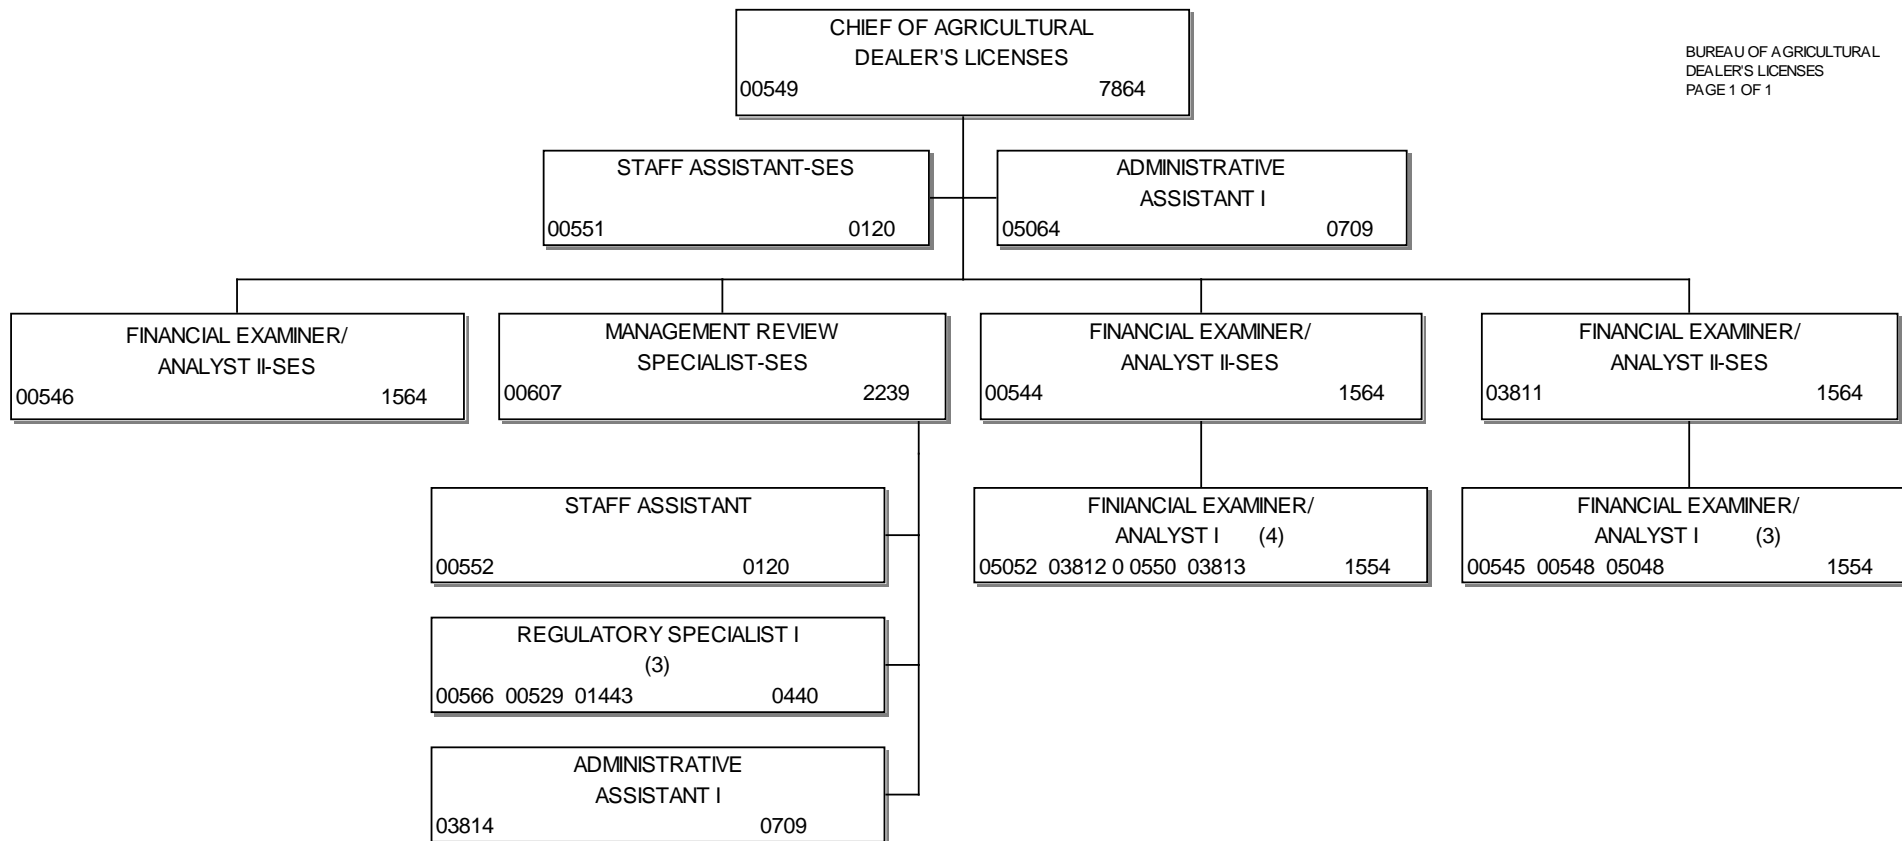 CHIEF OF AGRICULTURAL
DEALER'S LICENSES
00549 7864
BUREAU OF AGRICULTURAL
DEALER'S LICENSES
PAGE 1 OF 1
STAFF ASSISTANT-SES
00551 0120
ADMINISTRATIVE
ASSISTANT I
05064 0709
FINANCIAL EXAMINER/
ANALYST II-SES
00546 1564
MANAGEMENT REVIEW
SPECIALIST-SES
00607 2239
FINANCIAL EXAMINER/
ANALYST II-SES
00544 1564
FINANCIAL EXAMINER/
ANALYST II-SES
03811 1564
STAFF ASSISTANT
00552 0120
REGULATORY SPECIALIST I
(3)
00566 00529 01443 0440
ADMINISTRATIVE
ASSISTANT I
03814 0709
FINIANCIAL EXAMINER/
ANALYST I (4)
05052 03812 0 0550 03813 1554
FINANCIAL EXAMINER/
ANALYST I (3)
00545 00548 05048 1554